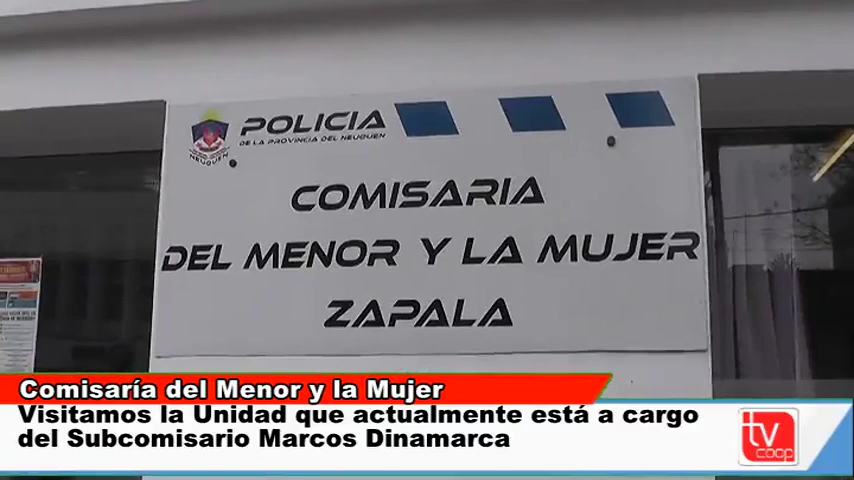 POLICIA
DE LA PROVINCIA DEL NEUQUEN
NEUQUEN
COMISARIA
DEL MENOR Y LA MUJER
ZAPALA
Comisaría del Menor y la Mujer
Visitamos la Unidad que actualmente está a cargo
del Subcomisario Marcos Dinamarca
tv
coop